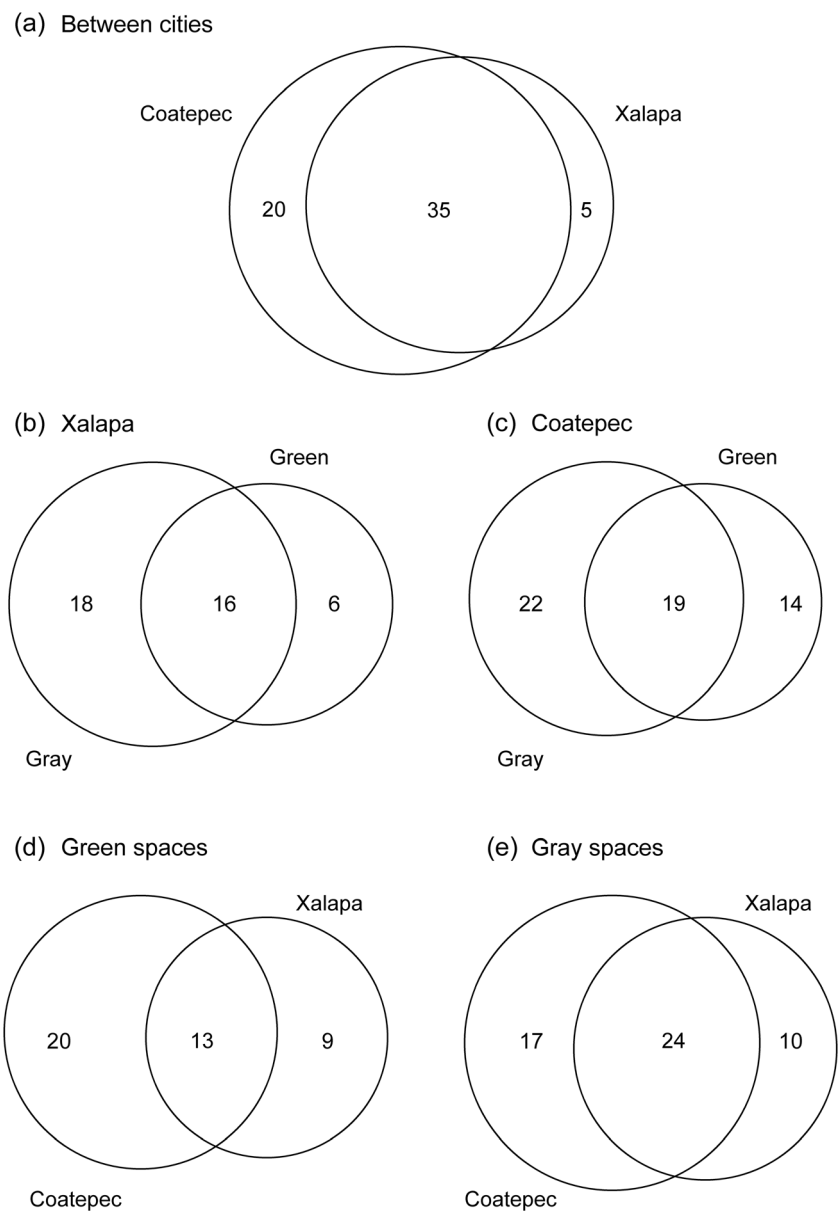 (a) Between cities
Coatepec
Xalapa
20
35
5
(b) Xalapa
Green
18
16
6
Gray
(c) Coatepec
Green
22
19
14
Gray
(d) Green spaces
Xalapa
20
13
9
Coatepec
(e) Gray spaces
Xalapa
17
24
10
Coatepec